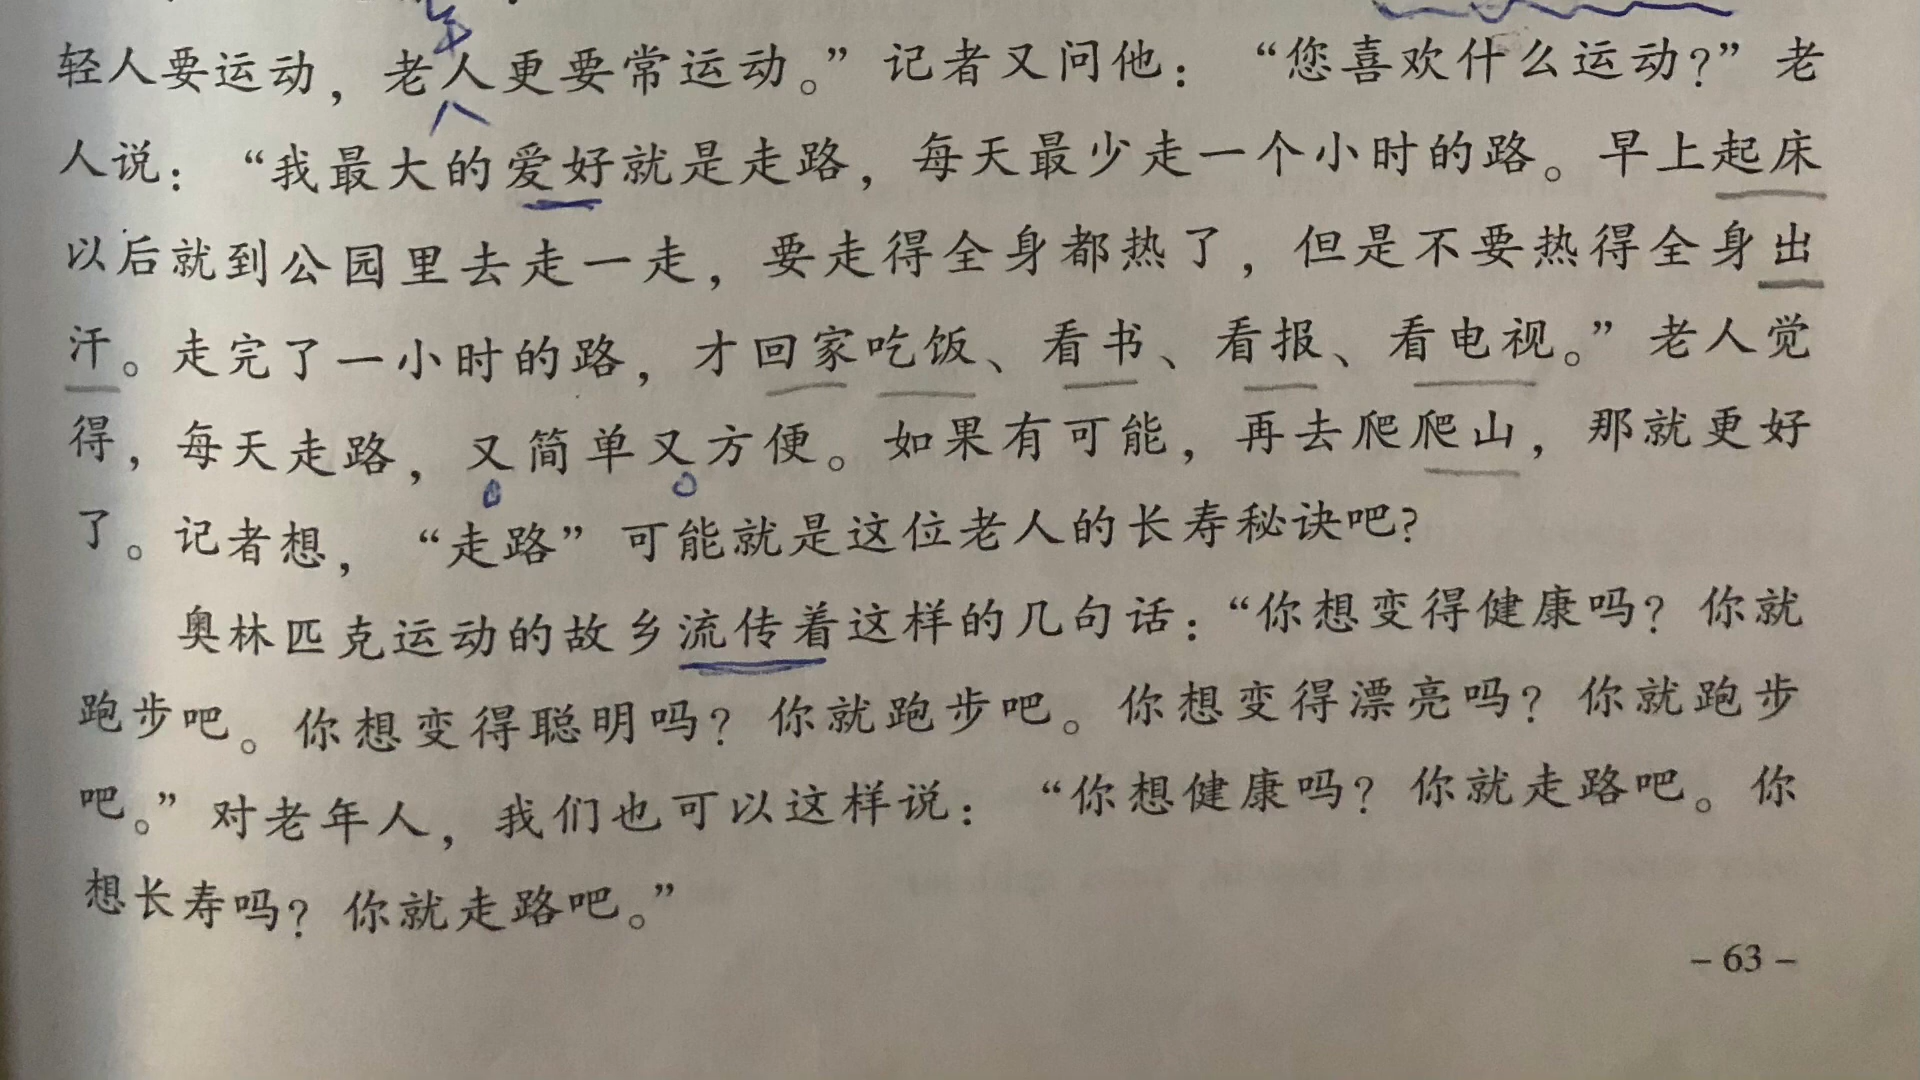 年
轻人要运动，老人更要常运动。”记者又问他：“您喜欢什么运动？”老
人说：“我最大的爱好就是走路，每天最少走一个小时的路。早上起床
以后就到公园里去走一走，要走得全身都热了，但是不要热得全身出
汗。走完了一小时的路，才回家吃饭、看书、看报、看电视。”老人觉
得，每天走路，又简单又方便。如果有可能，再去爬爬山，那就更好
了。记者想，“走路”可能就是这位老人的长寿秘诀吧？
奥林匹克运动的故乡流传着这样的几句话：“你想变得健康吗？你就
跑步吧。你想变得聪明吗？你就跑步吧。你想变得漂亮吗？你就跑步
吧。”对老年人，我们也可以这样说：“你想健康吗？你就走路吧。你
想长寿吗？你就走路吧。”
– 63 –